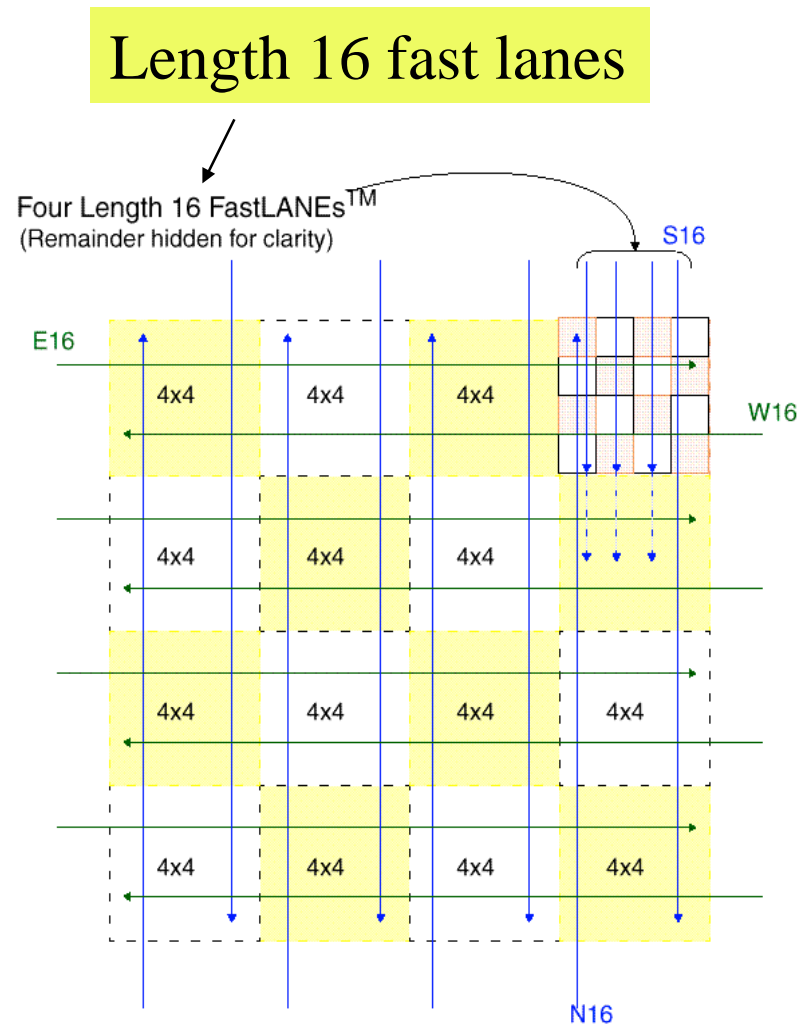 Length 16 fast lanes
Four Length 16 FastLANEs™
(Remainder hidden for clarity)
S16
E16
W16
4x4 4x4 4x4
4x4 4x4 4x4
4x4 4x4 4x4 4x4
4x4 4x4 4x4 4x4
N16